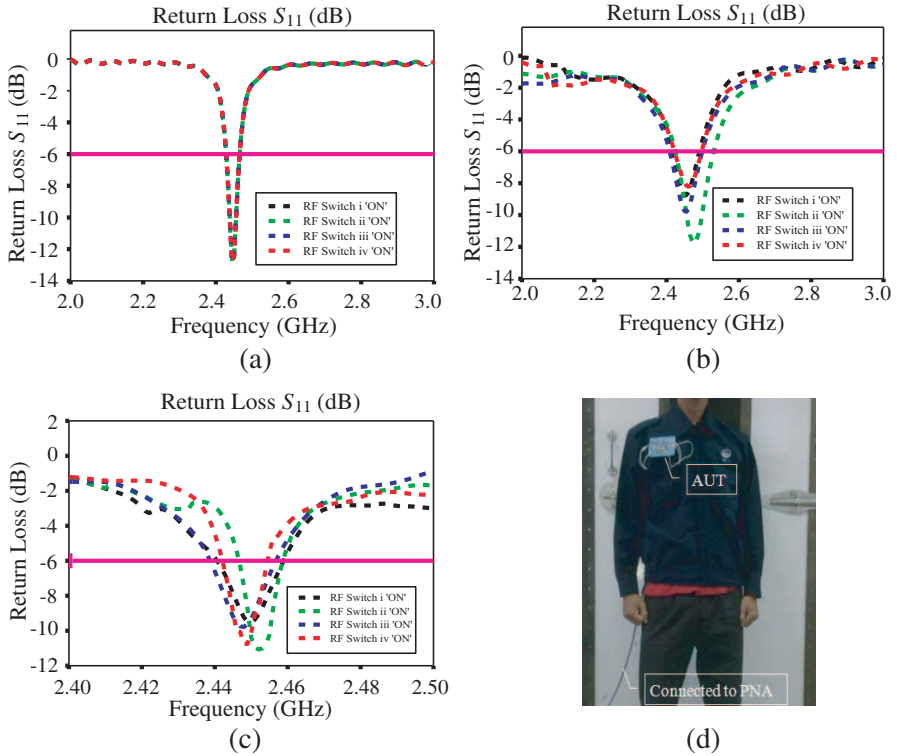 Return Loss S11 (dB)
Return Loss S11 (dB)
0
-2
-4
-6
-8
-10
-12
-14
2.0 2.2 2.4 2.6 2.8 3.0
Frequency (GHz)
RF Switch i 'ON'
RF Switch ii 'ON'
RF Switch iii 'ON'
RF Switch iv 'ON'
(a)
Return Loss S11 (dB)
Return Loss S11 (dB)
0
-2
-4
-6
-8
-10
-12
-14
2.0 2.2 2.4 2.6 2.8 3.0
Frequency (GHz)
RF Switch i 'ON'
RF Switch ii 'ON'
RF Switch iii 'ON'
RF Switch iv 'ON'
(b)
Return Loss S11 (dB)
Return Loss (dB)
2
0
-2
-4
-6
-8
-10
-12
2.40 2.42 2.44 2.46 2.48 2.50
Frequency (GHz)
RF Switch i 'ON'
RF Switch ii 'ON'
RF Switch iii 'ON'
RF Switch iv 'ON'
(c)
AUT
Connected to PNA
(d)